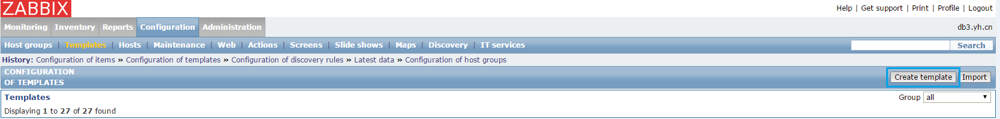 ZABBIX
Help | Get support | Print | Profile | Logout
Monitoring Inventory Reports Configuration Administration
db3.yh.cn
Host groups | Templates | Hosts | Maintenance | Web | Actions | Screens | Slide shows | Maps | Discovery | IT services
Search
History: Configuration of items » Configuration of templates » Configuration of discovery rules » Latest data » Configuration of host groups
CONFIGURATION
OF TEMPLATES
Create template Import
Templates
Group all
Displaying 1 to 27 of 27 found